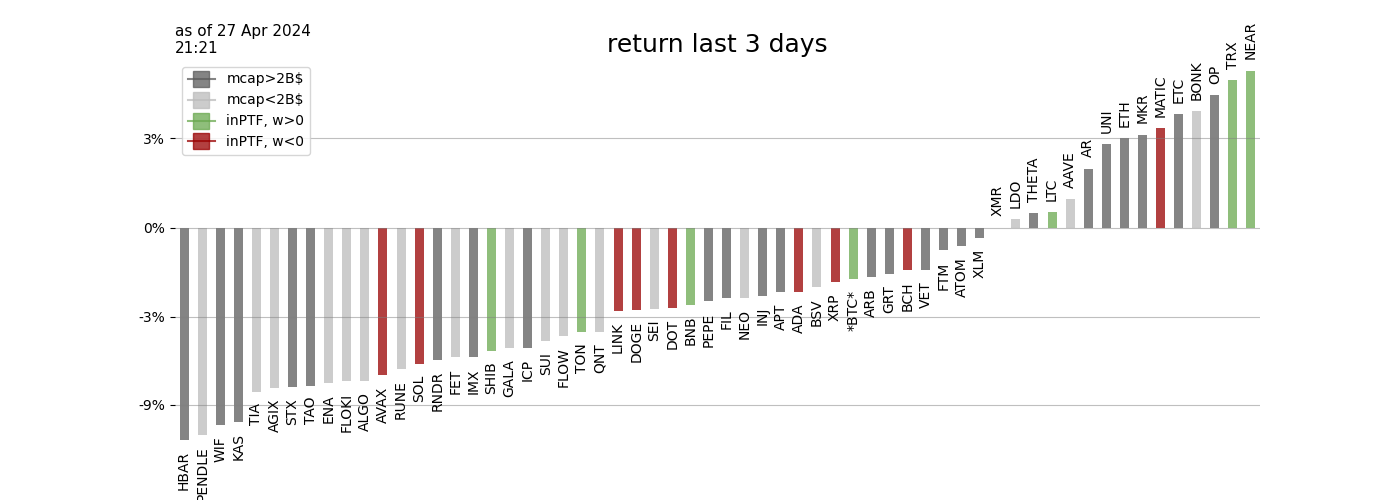 as of 27 Apr 2024
21:21
return last 3 days
mcap>2B$
mcap<2B$
inPTF, w>0
inPTF, w<0
3%
0%
-3%
-9%
HBAR
PENDLE
WIF
KAS
TIA
AGIX
STX
TAO
ENA
FLOKI
ALGO
AVAX
RUNE
SOL
RNDR
FET
IMX
SHIB
GALA
ICP
SUI
FLOW
TON
QNT
LINK
DOGE
SEI
DOT
BNB
PEPE
FIL
NEO
INJ
APT
ADA
BSV
XRP
*BTC*
ARB
GRT
BCH
VET
FTM
ATOM
XLM
XMR
LDO
THETA
LTC
AAVE
AR
UNI
ETH
MKR
MATIC
ETC
BONK
OP
TRX
NEAR